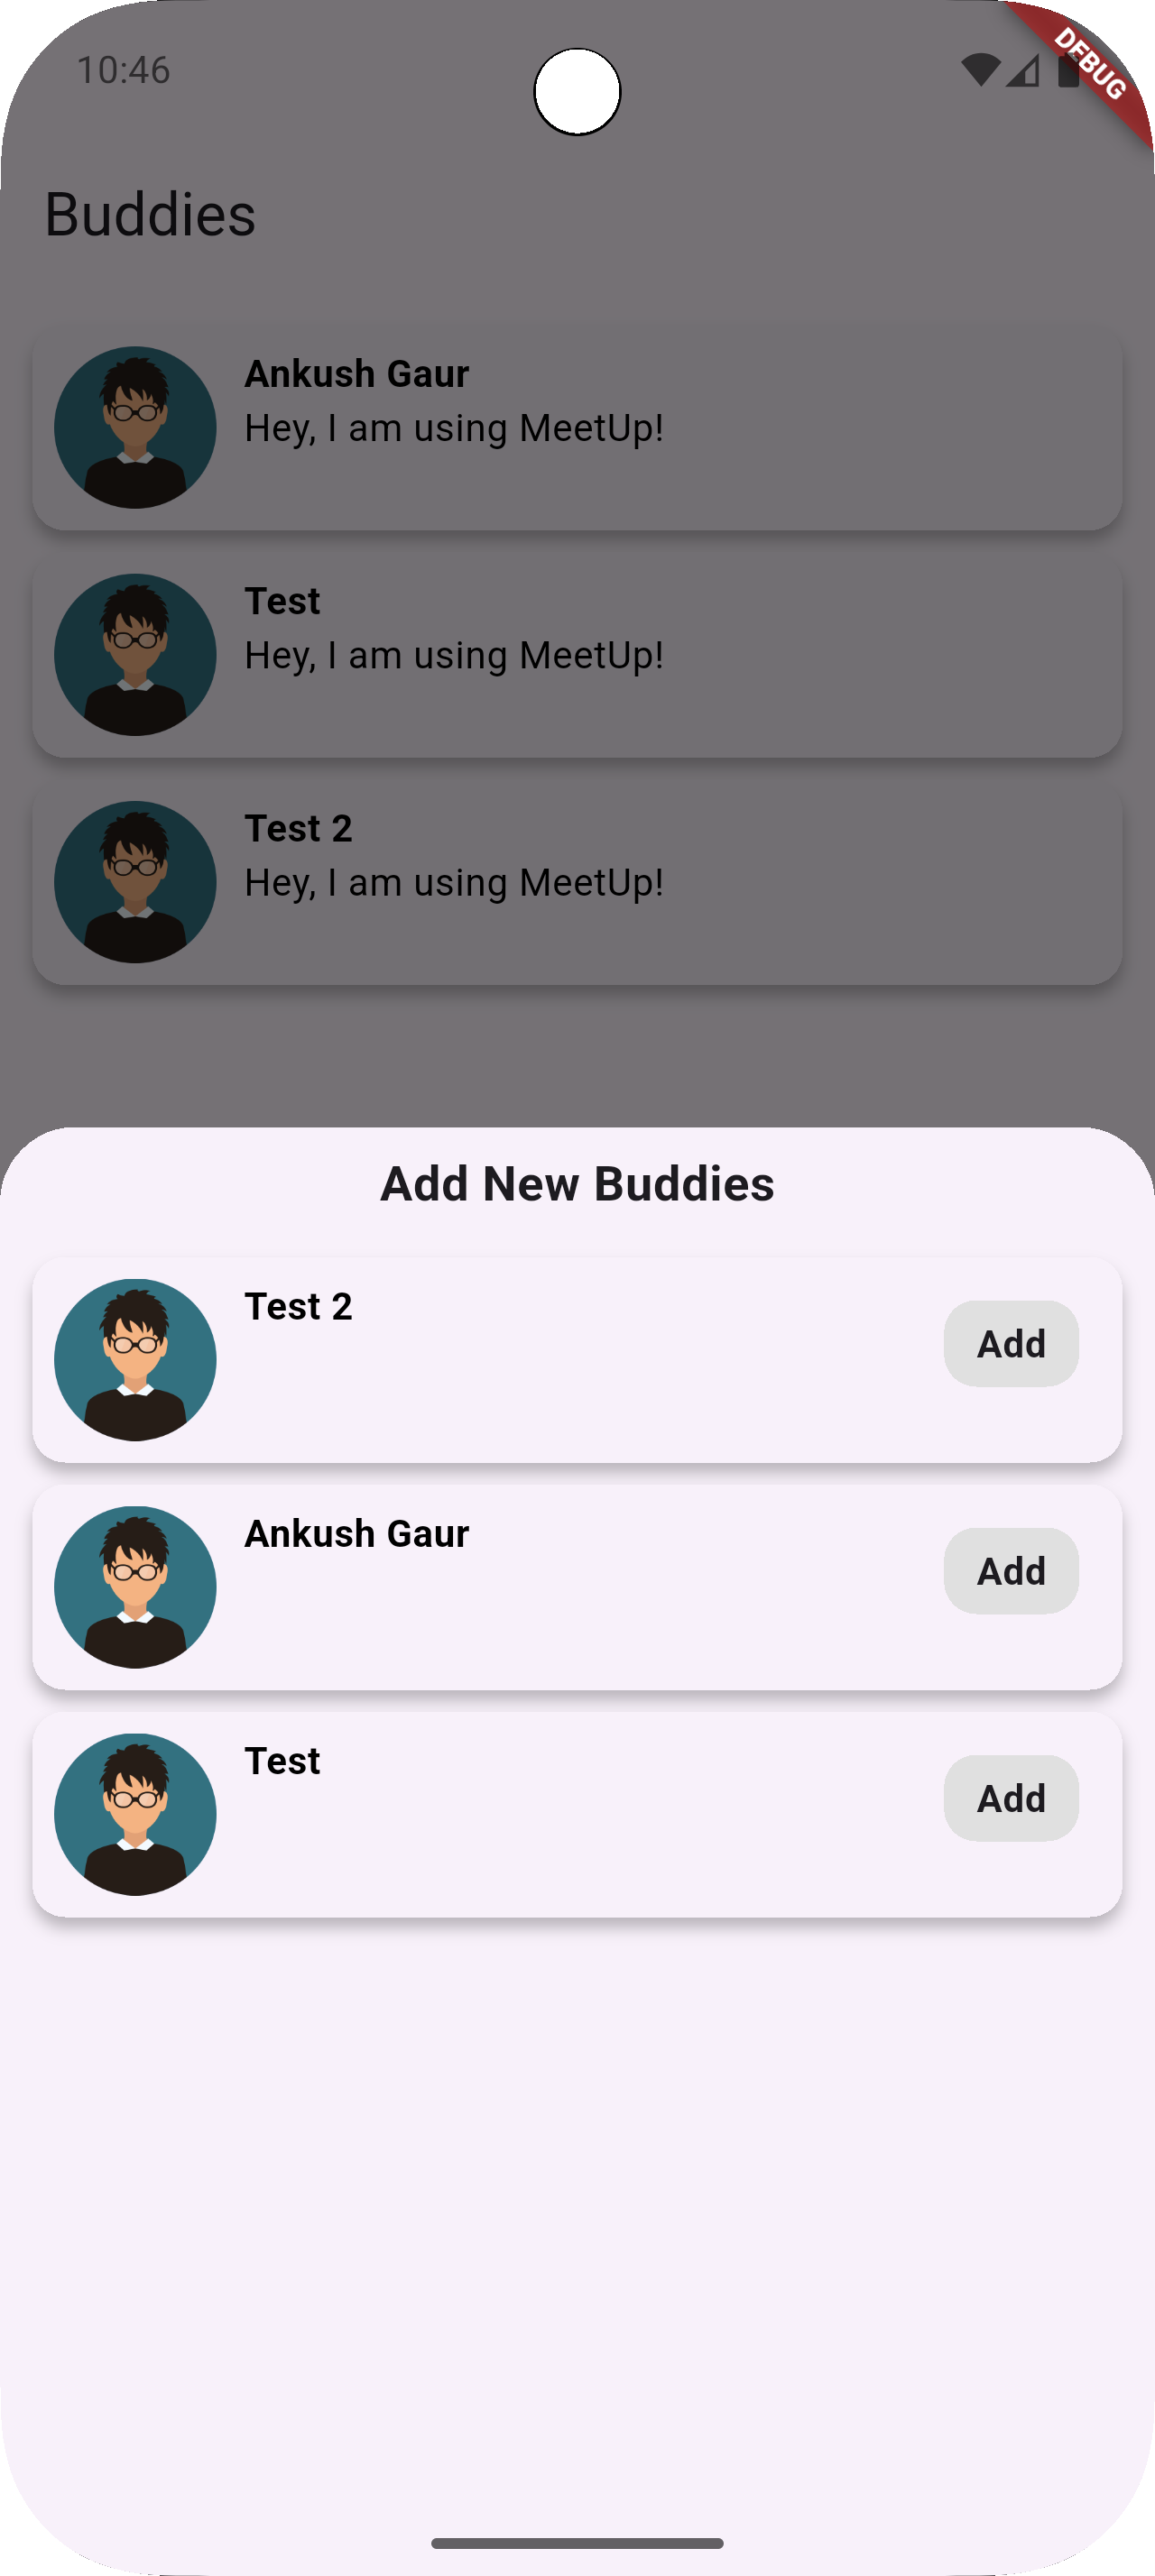 10:46
DEBUG
Buddies
Ankush Gaur
Hey, I am using MeetUp!
Test
Hey, I am using MeetUp!
Test 2
Hey, I am using MeetUp!
Add New Buddies
Test 2
Add
Ankush Gaur
Add
Test
Add